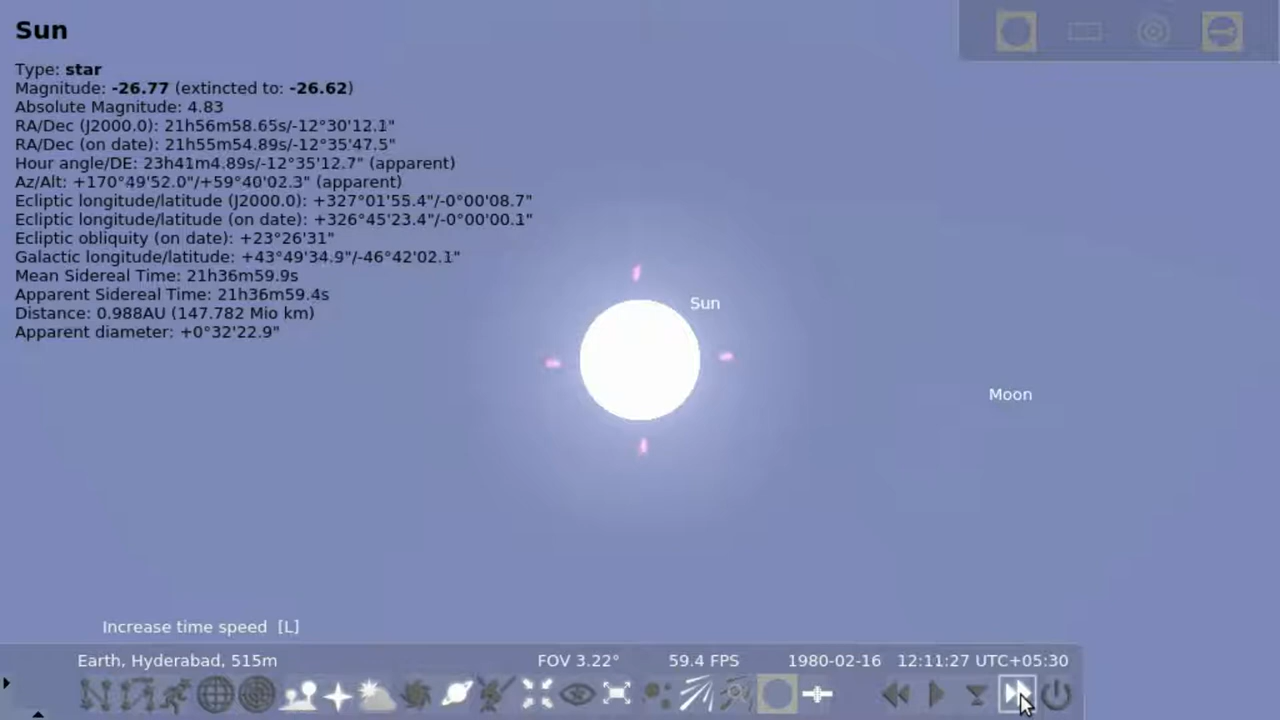 Sun
Type: star
Magnitude: -26.77 (extincted to: -26.62)
Absolute Magnitude: 4.83
RA/Dec (J2000.0): 21h56m58.65s/-12°30'12.1"
RA/Dec (on date): 21h55m54.89s/-12°35'47.5"
Hour angle/DE: 23h41m4.89s/-12°35'12.7" (apparent)
Az/Alt: +170°49'52.0"/+59°40'02.3" (apparent)
Ecliptic longitude/latitude (J2000.0): +327°01'55.4"/-0°00'08.7"
Ecliptic longitude/latitude (on date): +326°45'23.4"/-0°00'00.1"
Ecliptic obliquity (on date): +23°26'31"
Galactic longitude/latitude: +43°49'34.9"/-46°42'02.1"
Mean Sidereal Time: 21h36m59.9s
Apparent Sidereal Time: 21h36m59.4s
Distance: 0.988AU (147.782 Mio km)
Apparent diameter: +0°32'22.9"
Sun
Moon
Increase time speed [L]
Earth, Hyderabad, 515m FOV 3.22° 59.4 FPS 1980-02-16 12:11:27 UTC+05:30